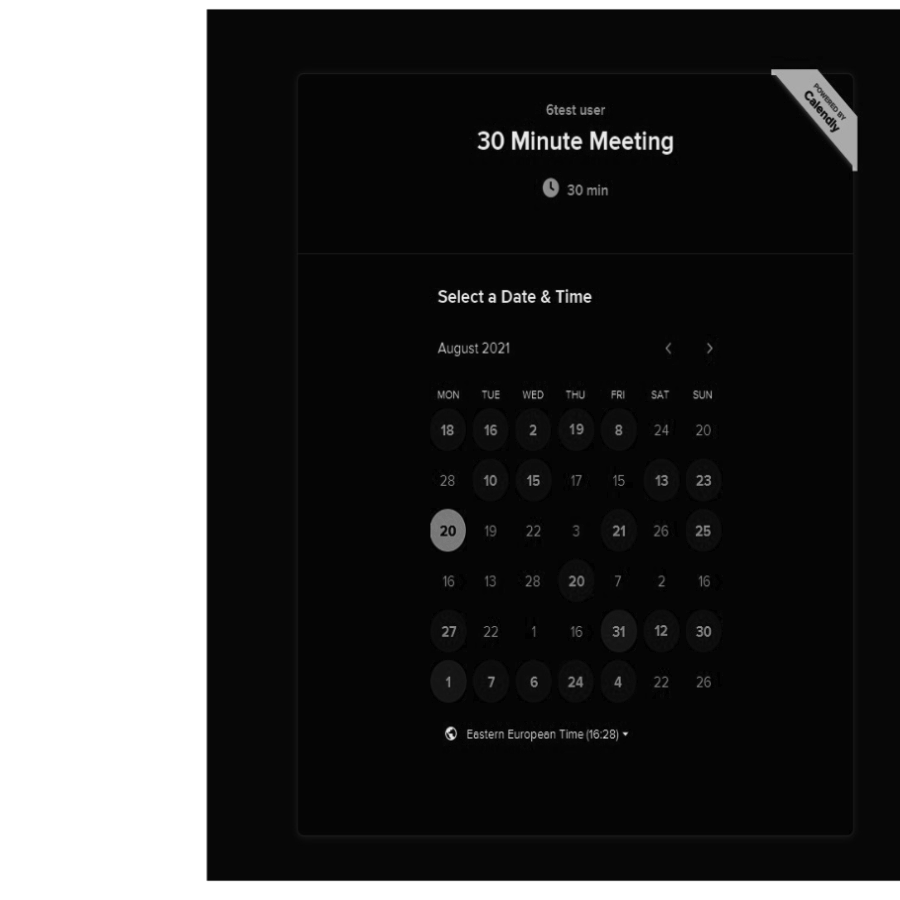 POWERED BY
Calendly
6test user
30 Minute Meeting
30 min
Select a Date & Time
August 2021
MON TUE WED THU FRI SAT SUN
18 16 2 19 8 24 20
28 10 15 17 15 13 23
20 19 22 3 21 26 25
16 13 28 20 7 2 16
27 22 1 16 31 12 30
1 7 6 24 4 22 26
Eastern European Time (16:28)